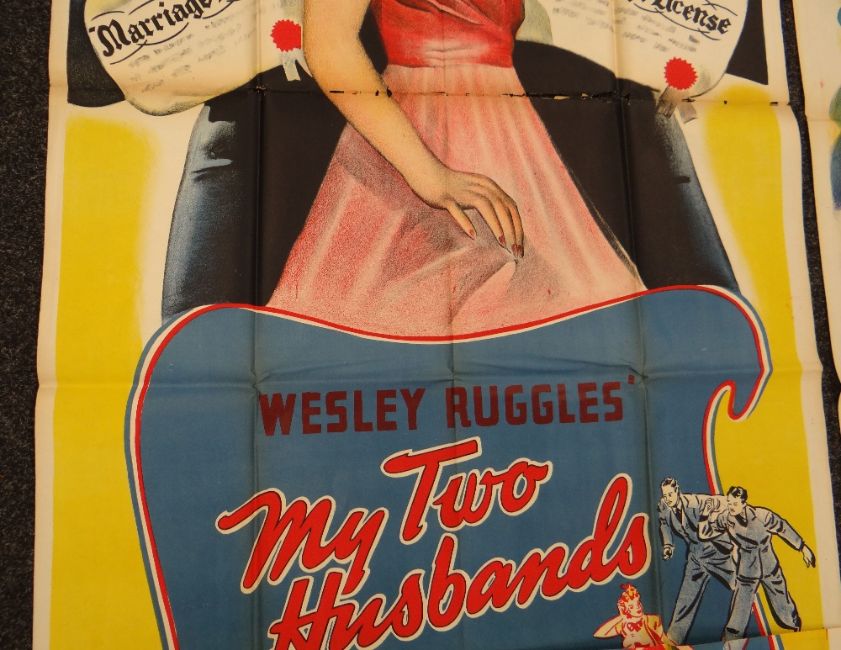 Marriage
License
WESLEY RUGGLES'
My Two
Husbands